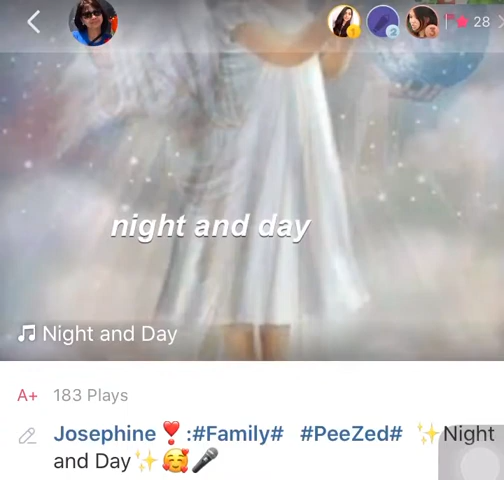 28
night and day
Night and Day
A+ 183 Plays
Josephine❣️:#Family# #PeeZed# ✨Night
and Day✨🥰🎤